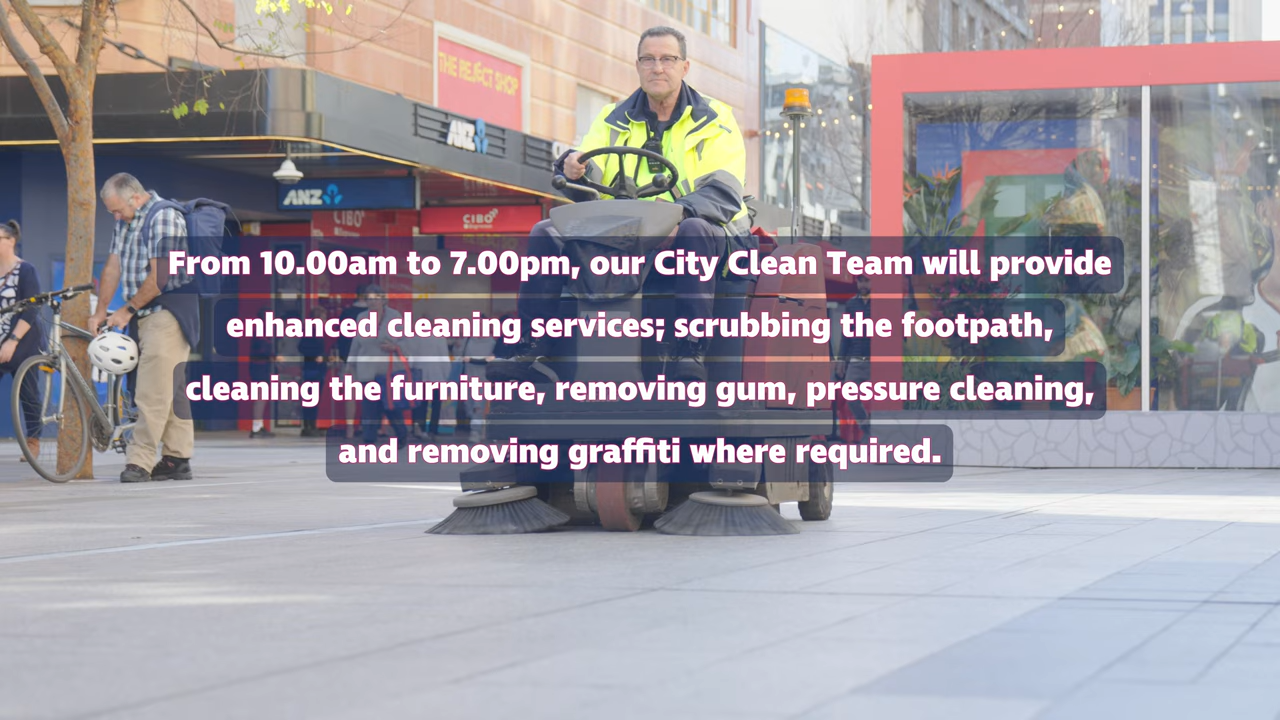 THE REJECT SHOP
ANZ
ANZ
CIBO
CIBO
From 10.00am to 7.00pm, our City Clean Team will provide
enhanced cleaning services; scrubbing the footpath,
cleaning the furniture, removing gum, pressure cleaning,
and removing graffiti where required.